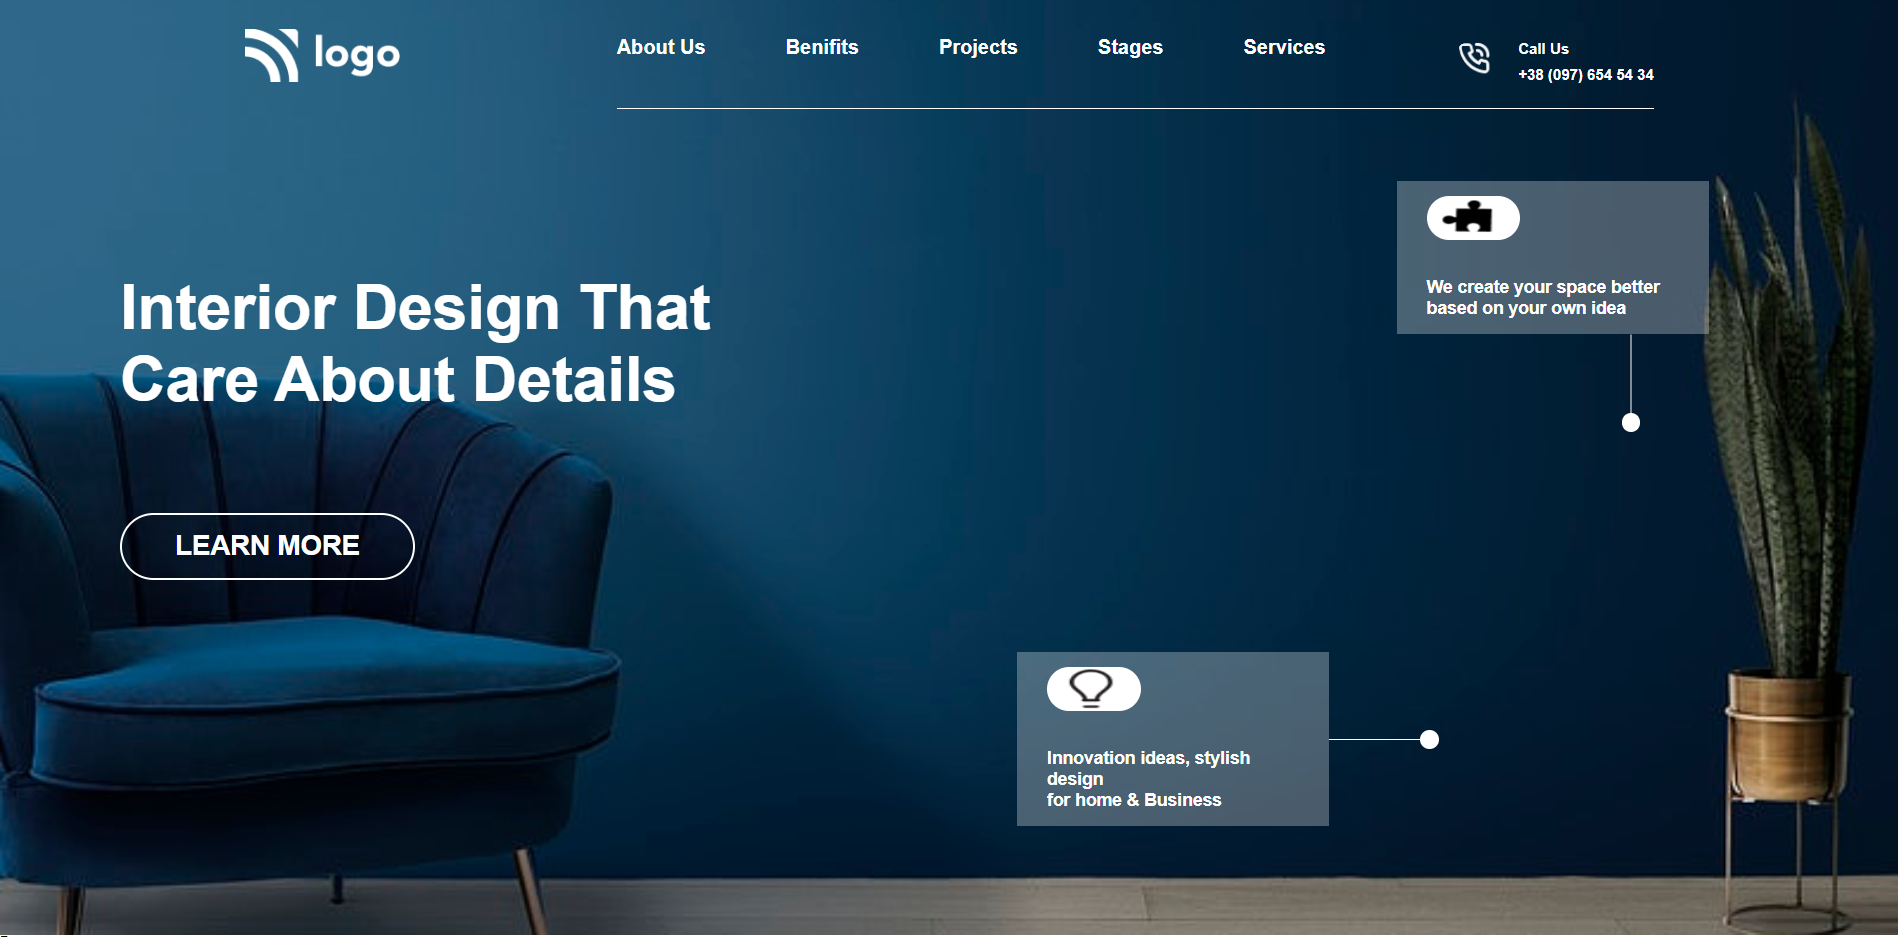 logo
About Us
Benifits
Projects
Stages
Services
Call Us
+38 (097) 654 54 34
We create your space better
based on your own idea
Interior Design That
Care About Details
LEARN MORE
Innovation ideas, stylish
design
for home & Business